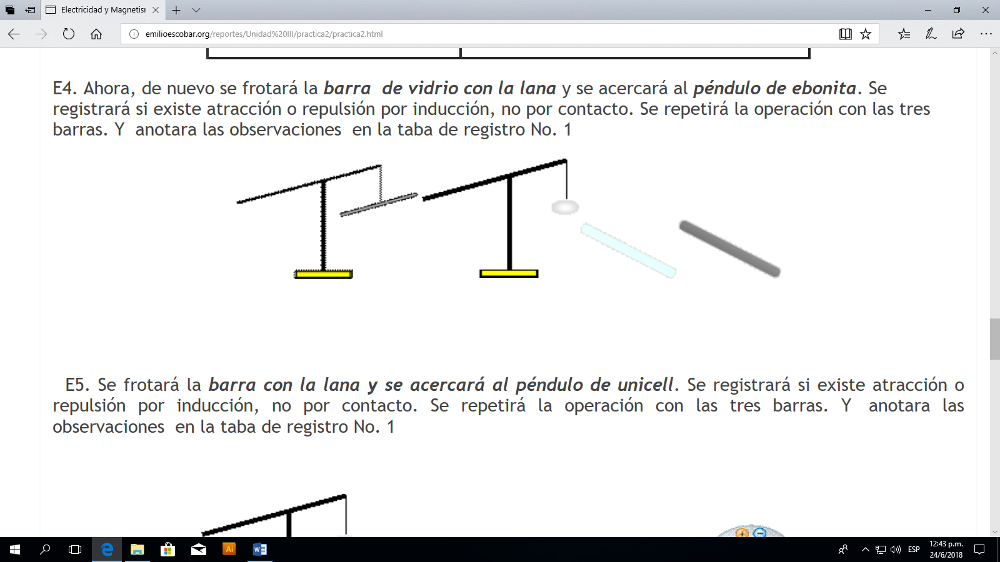 Electricidad y Magnetisr
emilioescobar.org/reportes/Unidad%20III/practica2/practica2.html
E4. Ahora, de nuevo se frotará la barra de vidrio con la lana y se acercará al péndulo de ebonita. Se
registrará si existe atracción o repulsión por inducción, no por contacto. Se repetirá la operación con las tres
barras. Y anotara las observaciones en la taba de registro No. 1
E5. Se frotará la barra con la lana y se acercará al péndulo de unicell. Se registrará si existe atracción o
repulsión por inducción, no por contacto. Se repetirá la operación con las tres barras. Y anotara las
observaciones en la taba de registro No. 1
Ai
ESP
12:43 p.m.
24/6/2018